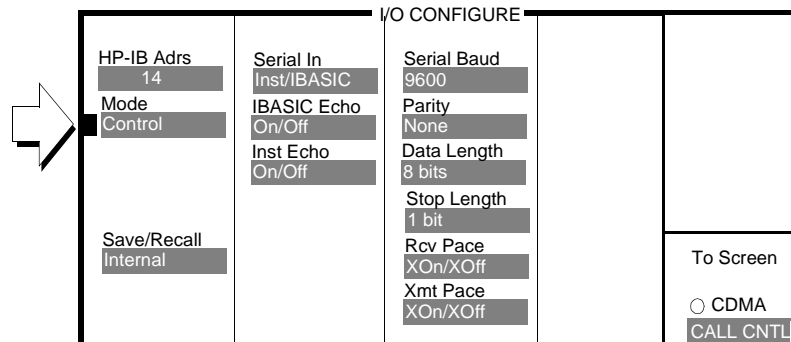 I/O CONFIGURE
HP-IB Adrs
14
Mode
Control
Save/Recall
Internal
Serial In
Inst/IBASIC
IBASIC Echo
On/Off
Inst Echo
On/Off
Serial Baud
9600
Parity
None
Data Length
8 bits
Stop Length
1 bit
Rcv Pace
XOn/XOff
Xmt Pace
XOn/XOff
To Screen
CDMA
CALL CNTL